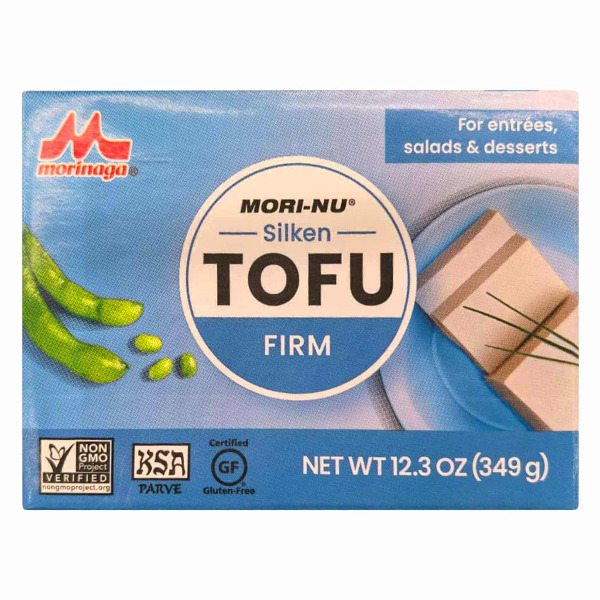 morinaga®
For entrées,
salads & desserts
MORI-NU®
Silken
TOFU
FIRM
NON
GMO
Project
VERIFIED
nongmoproject.org
KSA
PARVE
Certified
GF
Gluten-Free
NET WT 12.3 OZ (349 g)